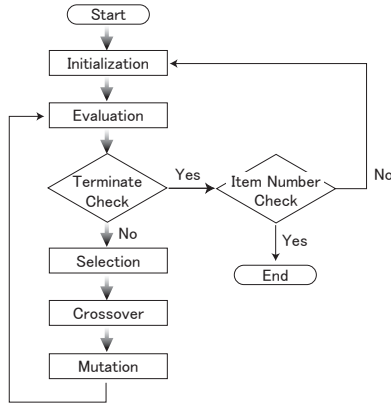 Start
Initialization
Evaluation
Terminate
Check
Yes
Item Number
Check
No
No
Yes
Selection
End
Crossover
Mutation